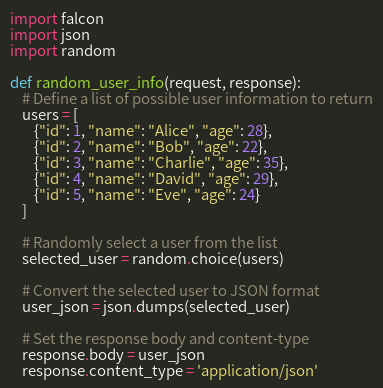 import falcon
import json
import random

def random_user_info(request, response):
    # Define a list of possible user information to return
    users = [
        {"id": 1, "name": "Alice", "age": 28},
        {"id": 2, "name": "Bob", "age": 22},
        {"id": 3, "name": "Charlie", "age": 35},
        {"id": 4, "name": "David", "age": 29},
        {"id": 5, "name": "Eve", "age": 24}
    ]

    # Randomly select a user from the list
    selected_user = random.choice(users)

    # Convert the selected user to JSON format
    user_json = json.dumps(selected_user)

    # Set the response body and content-type
    response.body = user_json
    response.content_type = 'application/json'